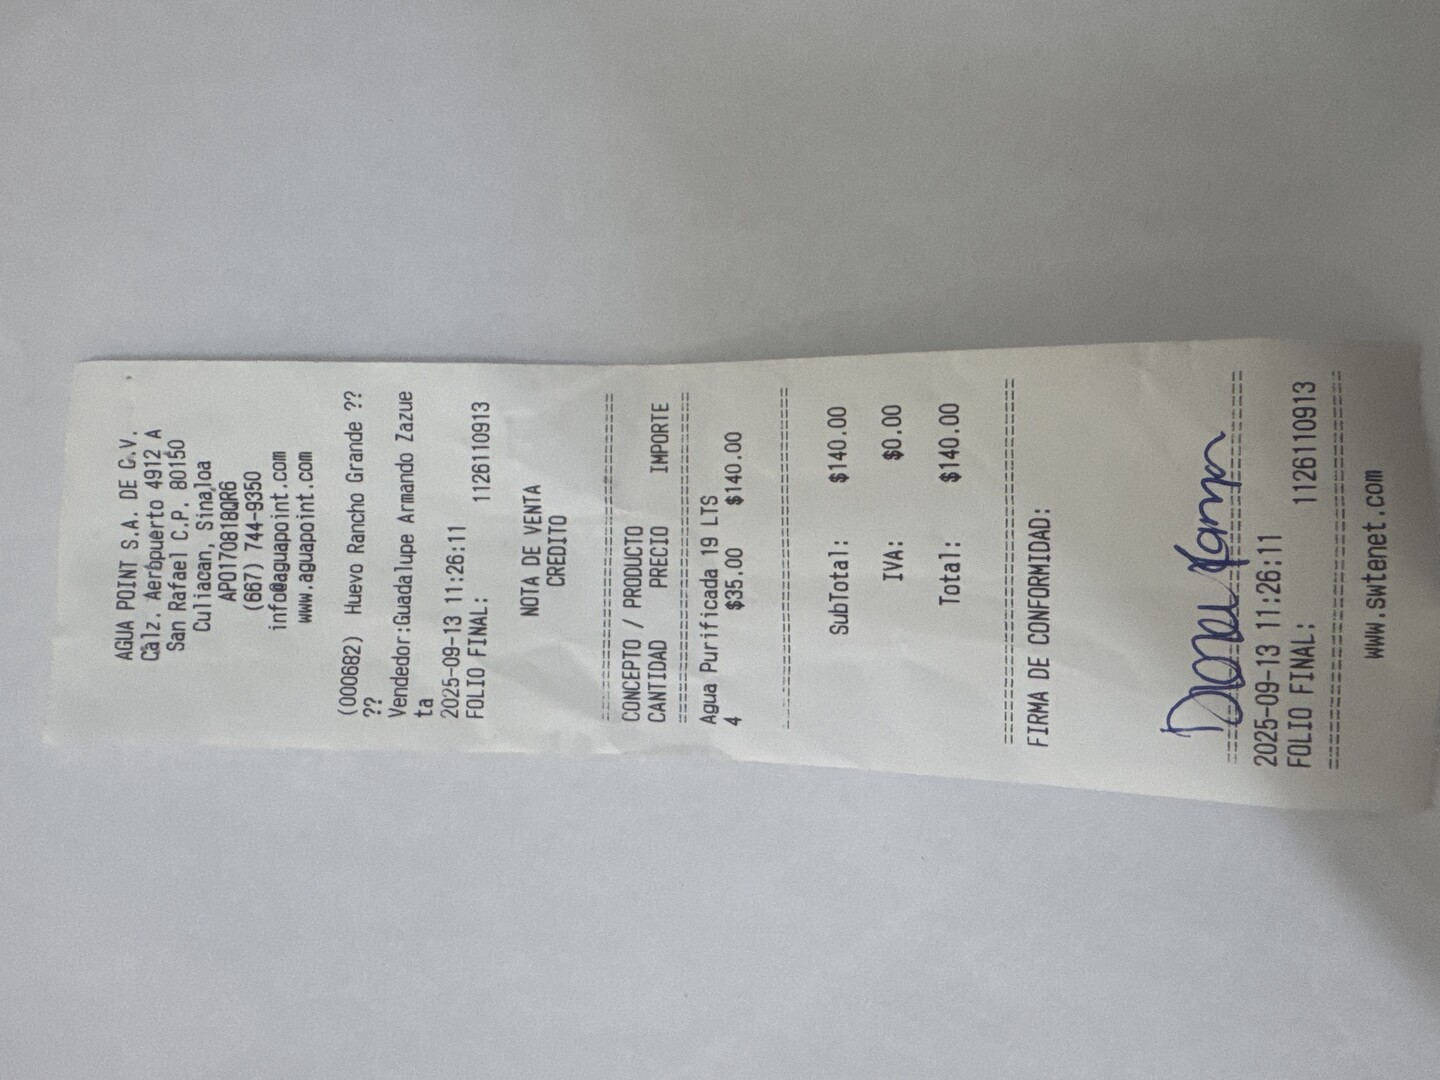 AGUA POINT S.A. DE C.V.
Calz. Aeropuerto 4912 A
San Rafael C.P. 80150
Culiacan, Sinaloa
APO170818QR6
(667) 744-9350
info@aguapoint.com
www.aguapoint.com
(000682) Huevo Rancho Grande ??
??
Vendedor:Guadalupe Armando Zazue
ta
2025-09-13 11:26:11
FOLIO FINAL: 1126110913
NOTA DE VENTA
CREDITO
================================
CONCEPTO / PRODUCTO
CANTIDAD PRECIO IMPORTE
================================
Agua Purificada 19 LTS
4 $35.00 $140.00
--------------------------------
SubTotal: $140.00
IVA: $0.00
Total: $140.00
================================
FIRMA DE CONFORMIDAD:
================================
2025-09-13 11:26:11
FOLIO FINAL: 1126110913
================================
www.swtenet.com